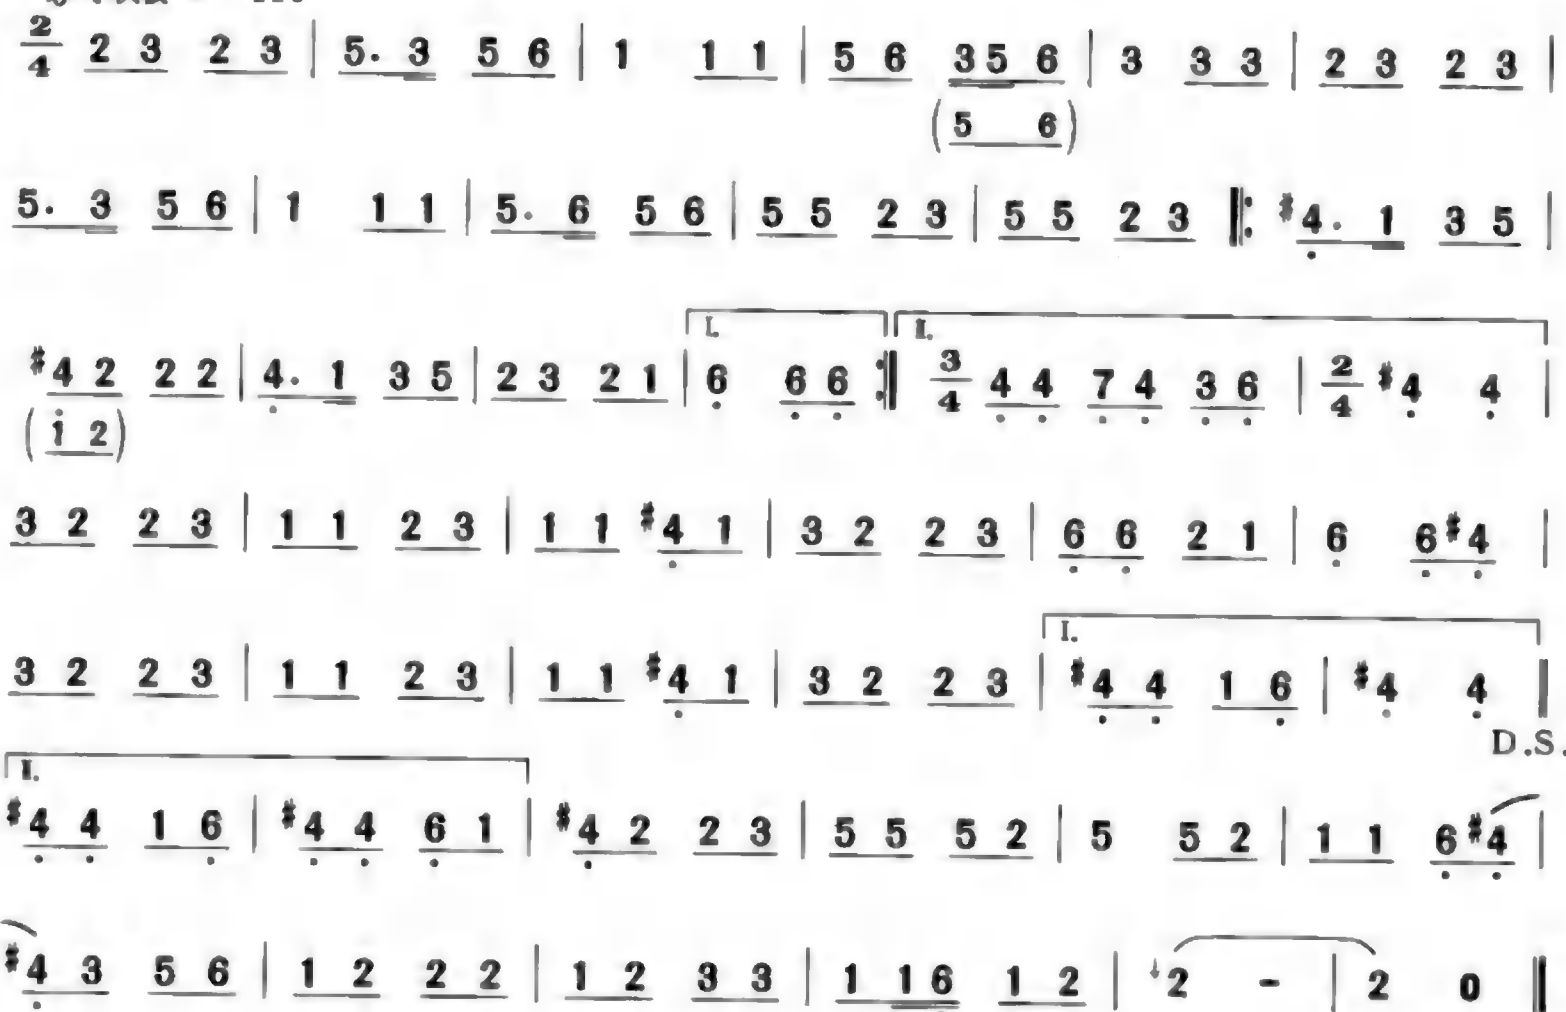 2/4 2 3 2 3 | 5. 3 5 6 | 1 1 1 | 5 6 3 5 6 | 3 3 3 | 2 3 2 3 |
(5 6)
5. 3 5 6 | 1 1 1 | 5. 6 5 6 | 5 5 2 3 | 5 5 2 3 ‖: #4. 1 3 5 |
I. I.
#4 2 2 2 | 4. 1 3 5 | 2 3 2 1 | 6 6 6 :‖ 3/4 4 4 7 4 3 6 | 2/4 #4 4 |
(i 2)
3 2 2 3 | 1 1 2 3 | 1 1 #4 1 | 3 2 2 3 | 6 6 2 1 | 6 6 #4 |
I.
3 2 2 3 | 1 1 2 3 | 1 1 #4 1 | 3 2 2 3 | #4 4 1 6 | #4 4 ‖
D.S.
I.
#4 4 1 6 | #4 4 6 1 | #4 2 2 3 | 5 5 5 2 | 5 5 2 | 1 1 6 #4 |
#4 3 5 6 | 1 2 2 2 | 1 2 3 3 | 1 1 6 1 2 | ↓2 - | 2 0 ‖